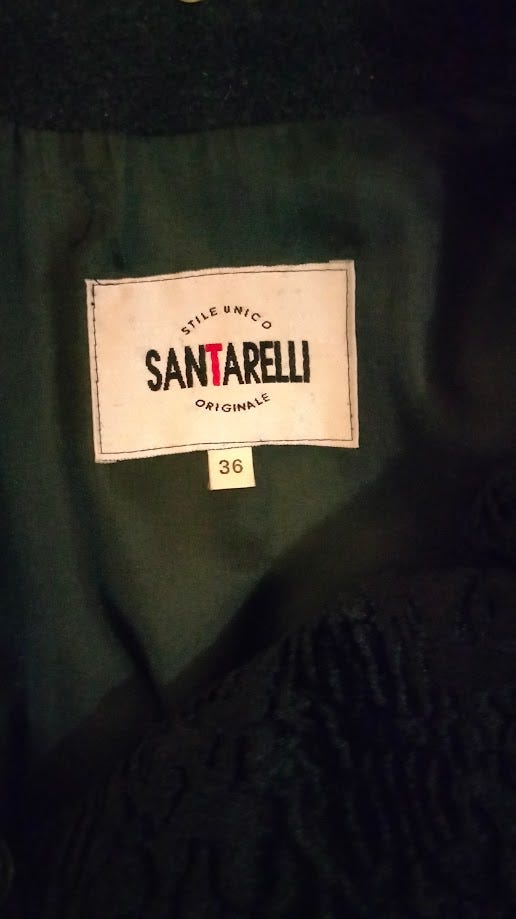 STILE UNICO
SANTARELLI
ORIGINALE
36